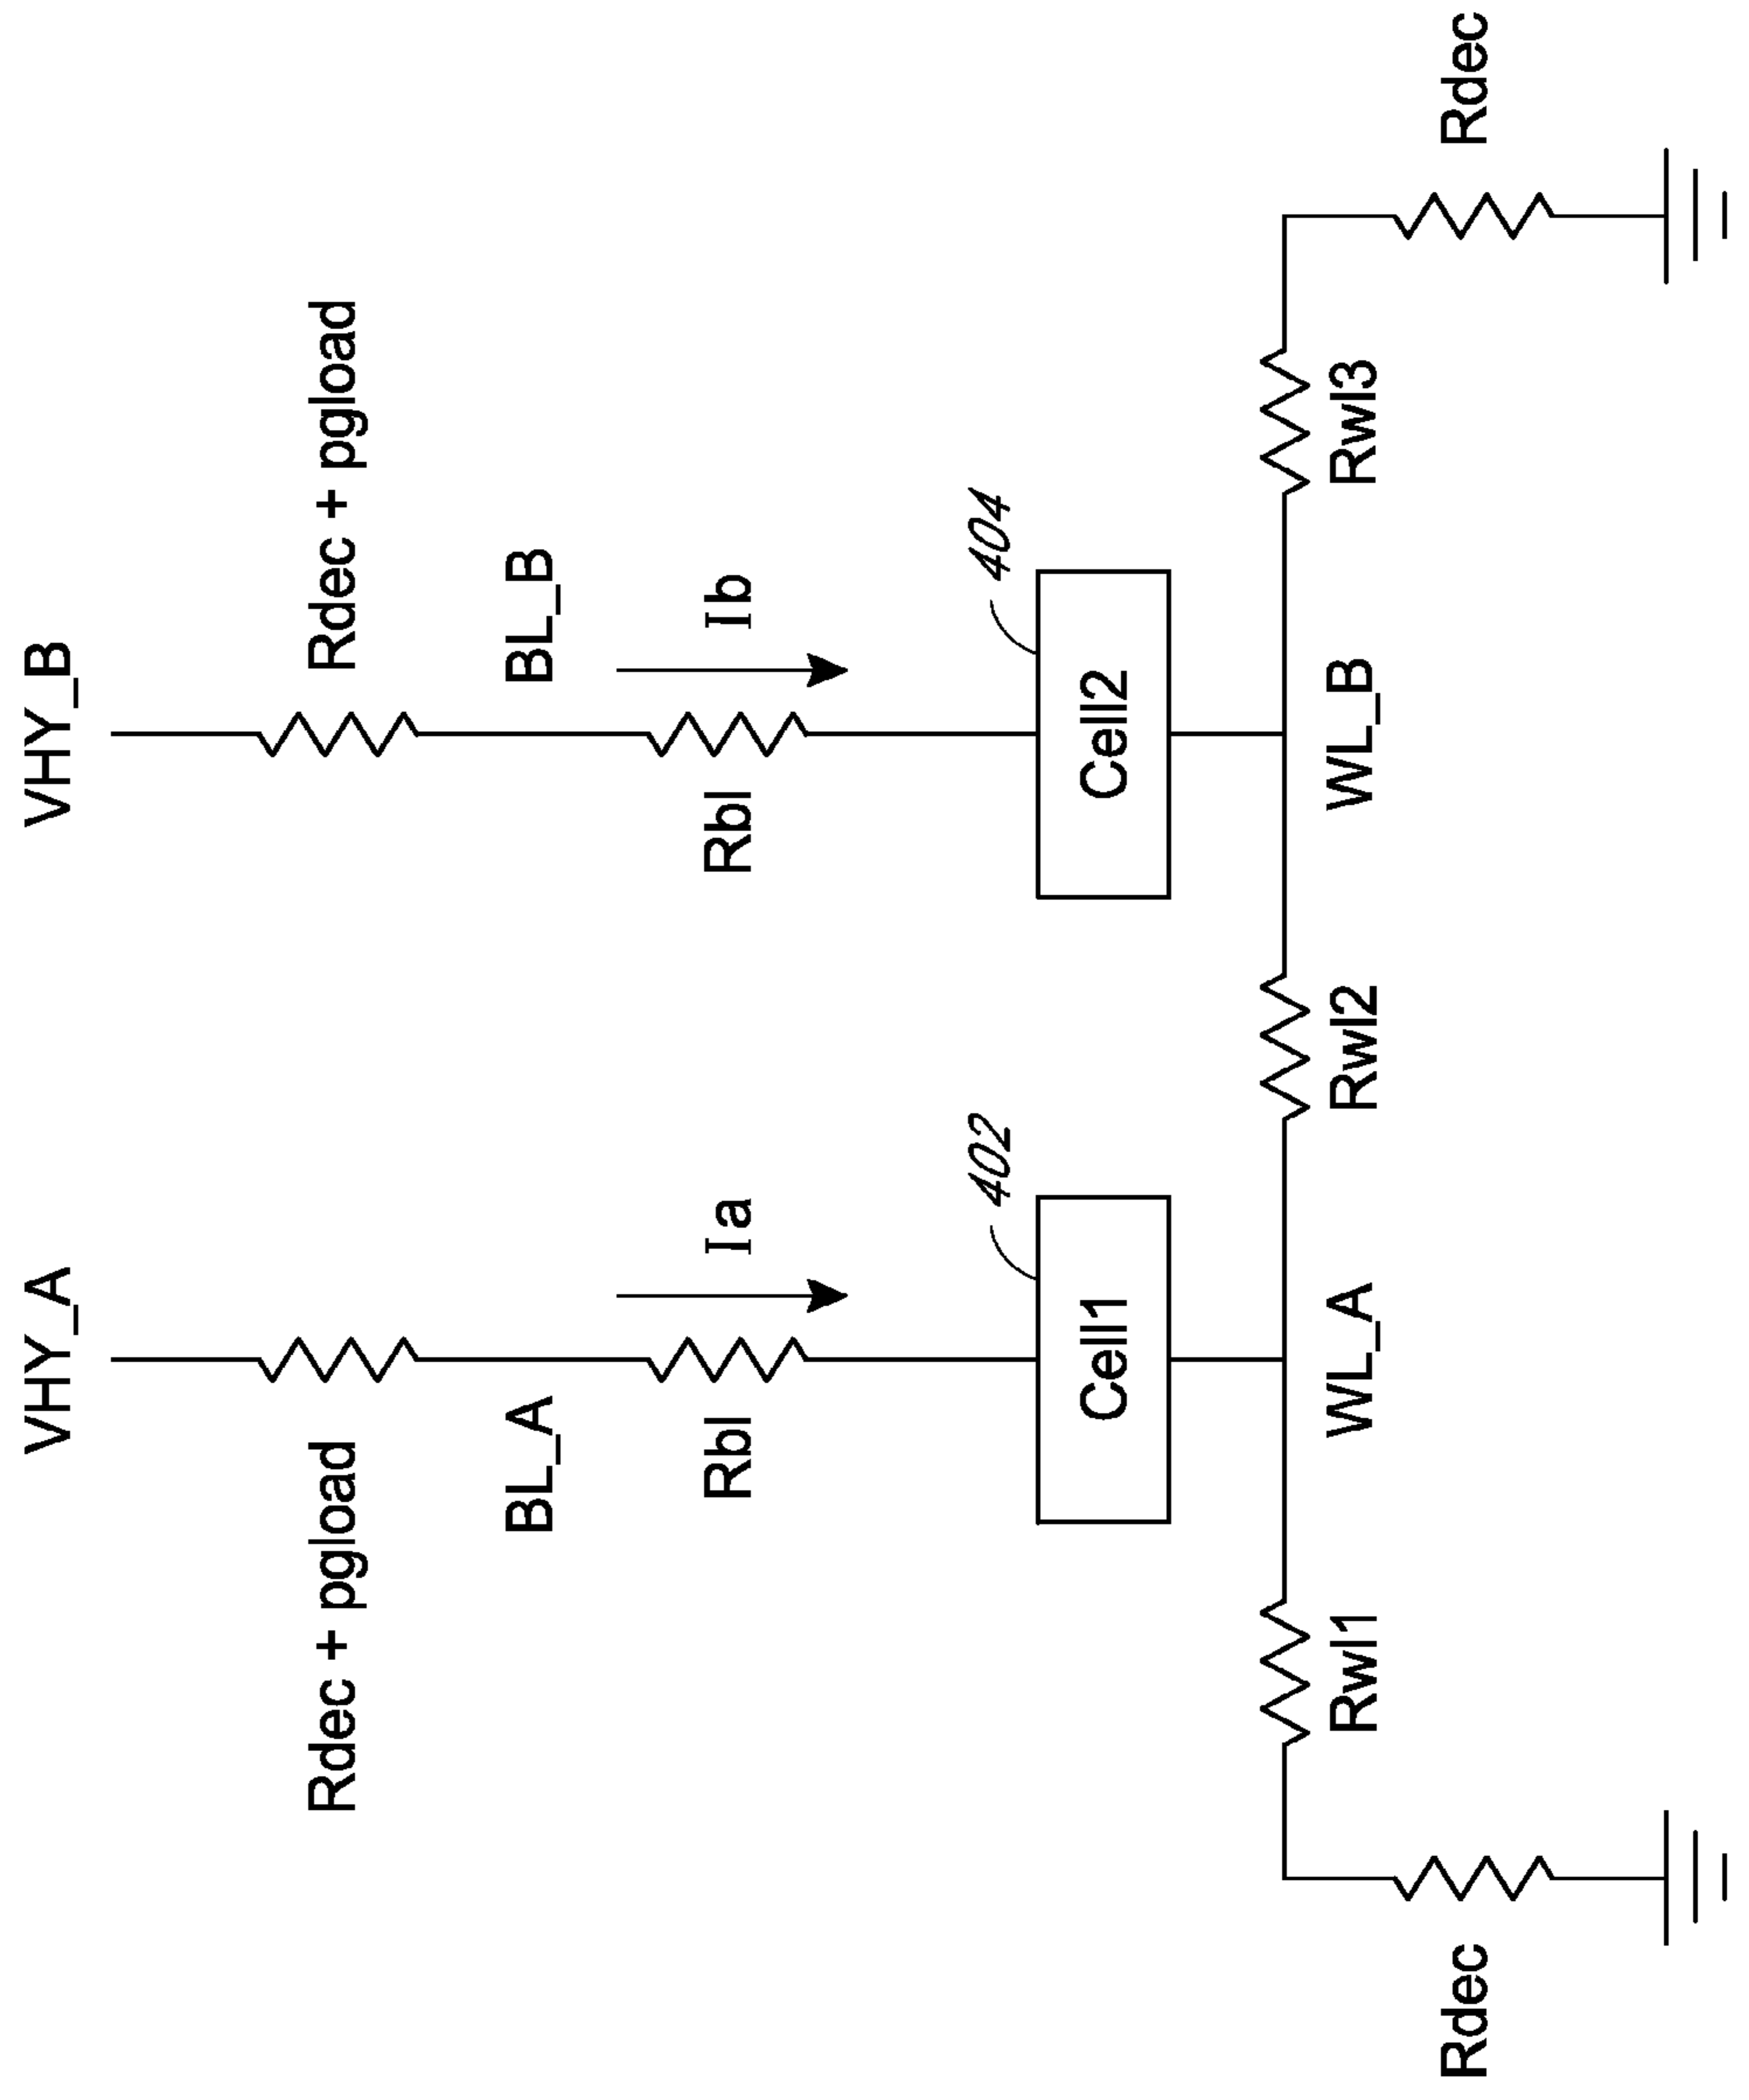 VHY_A
VHY_B
Rdec + pgload
Rdec + pgload
BL_A
BL_B
Rbl
Ia
Rbl
Ib
402
404
Cell1
Cell2
Rwl1
WL_A
Rwl2
WL_B
Rwl3
Rdec
Rdec